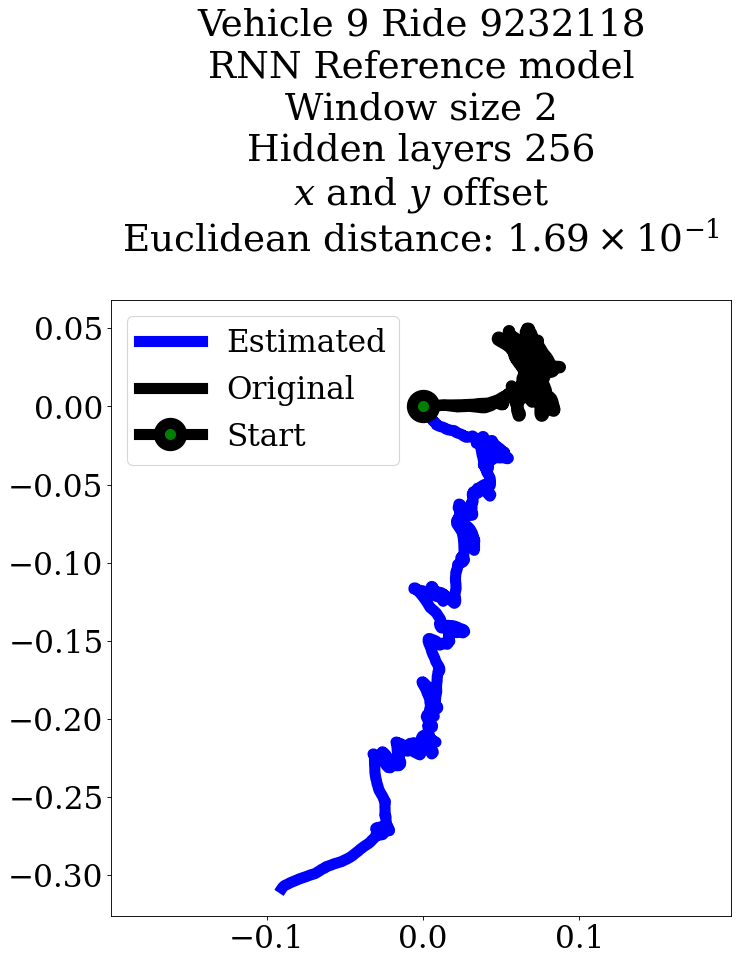 Vehicle 9 Ride 9232118
RNN Reference model
Window size 2
Hidden layers 256
x and y offset
Euclidean distance: 1.69 × 10⁻¹
Estimated
Original
Start
0.05
0.00
−0.05
−0.10
−0.15
−0.20
−0.25
−0.30
−0.1 0.0 0.1